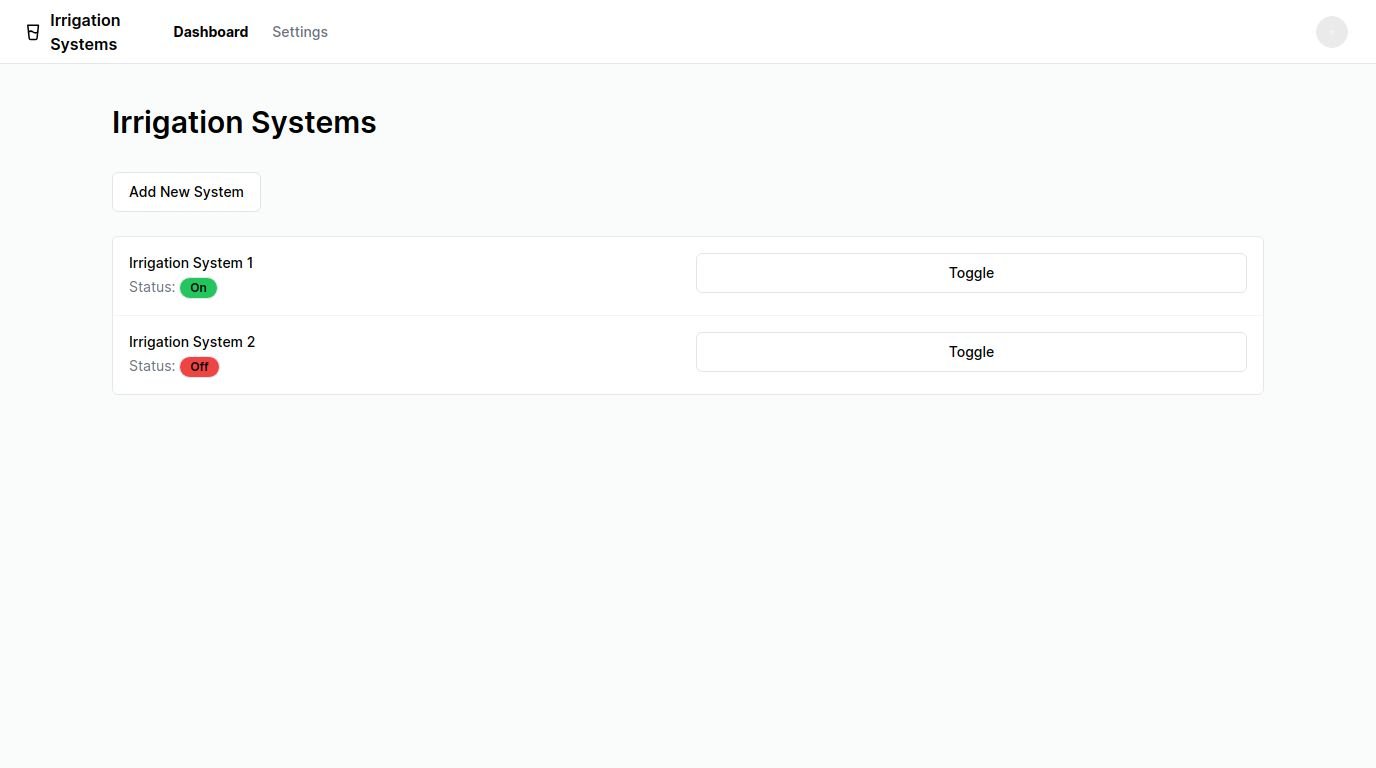 Irrigation
Systems
Dashboard
Settings
Irrigation Systems
Add New System
Irrigation System 1
Status: On
Toggle
Irrigation System 2
Status: Off
Toggle